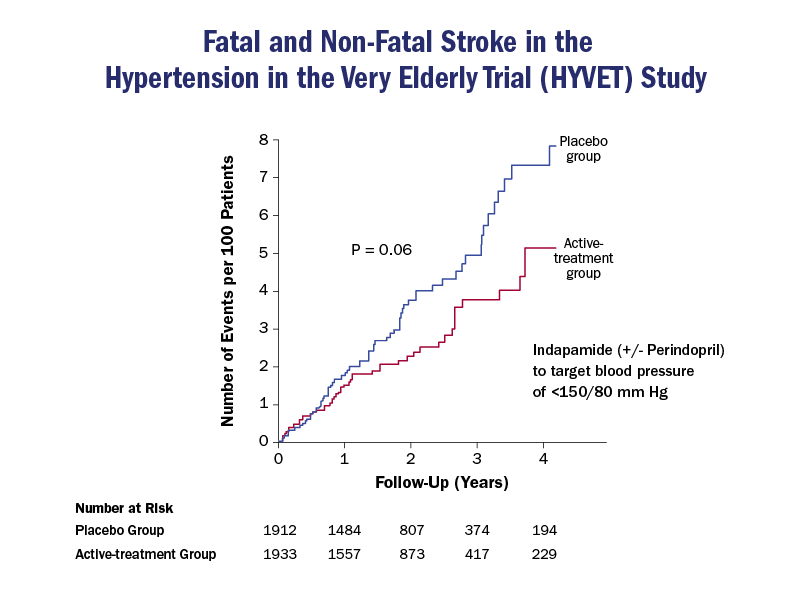 Fatal and Non-Fatal Stroke in the
Hypertension in the Very Elderly Trial (HYVET) Study
Number of Events per 100 Patients
8
7
6
5
4
3
2
1
0
Placebo
group
P = 0.06
Active-
treatment
group
Indapamide (+/- Perindopril)
to target blood pressure
of <150/80 mm Hg
0 1 2 3 4
Follow-Up (Years)
Number at Risk
Placebo Group 1912 1484 807 374 194
Active-treatment Group 1933 1557 873 417 229